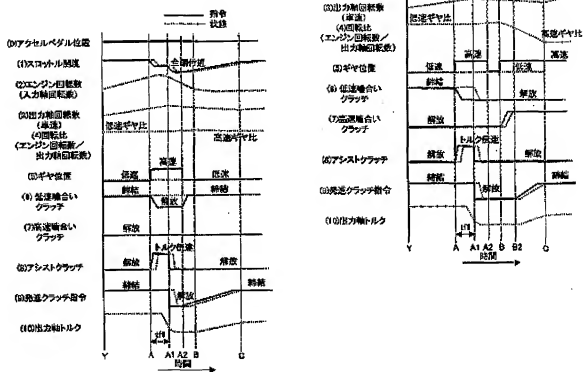 指令
状態
(0)アクセルペダル位置
(1)スロットル開度
全閉位置
(2)エンジン回転数
(入力軸回転数)
(3)出力軸回転数
(車速)
(4)回転比
(エンジン回転数/
出力軸回転数)
低速ギヤ比
高速ギヤ比
(5)ギヤ位置
低速
高速
低速
(6)低速噛合い
クラッチ
締結
解放
締結
(7)高速噛合い
クラッチ
解放
(8)アシストクラッチ
解放
トルク伝達
解放
(9)発進クラッチ指令
締結
解放
締結
(10)出力軸トルク
tf1
Y A A1 A2 B C
時間
(3)出力軸回転数
(車速)
(4)回転比
(エンジン回転数/
出力軸回転数)
低速ギヤ比
高速ギヤ比
(5)ギヤ位置
低速
高速
低速
高速
(6)低速噛合い
クラッチ
締結
解放
(7)高速噛合い
クラッチ
解放
(8)アシストクラッチ
解放
トルク伝達
解放
(9)発進クラッチ指令
締結
解放
締結
(10)出力軸トルク
tf1
Y A A1 A2 B B2 C
時間